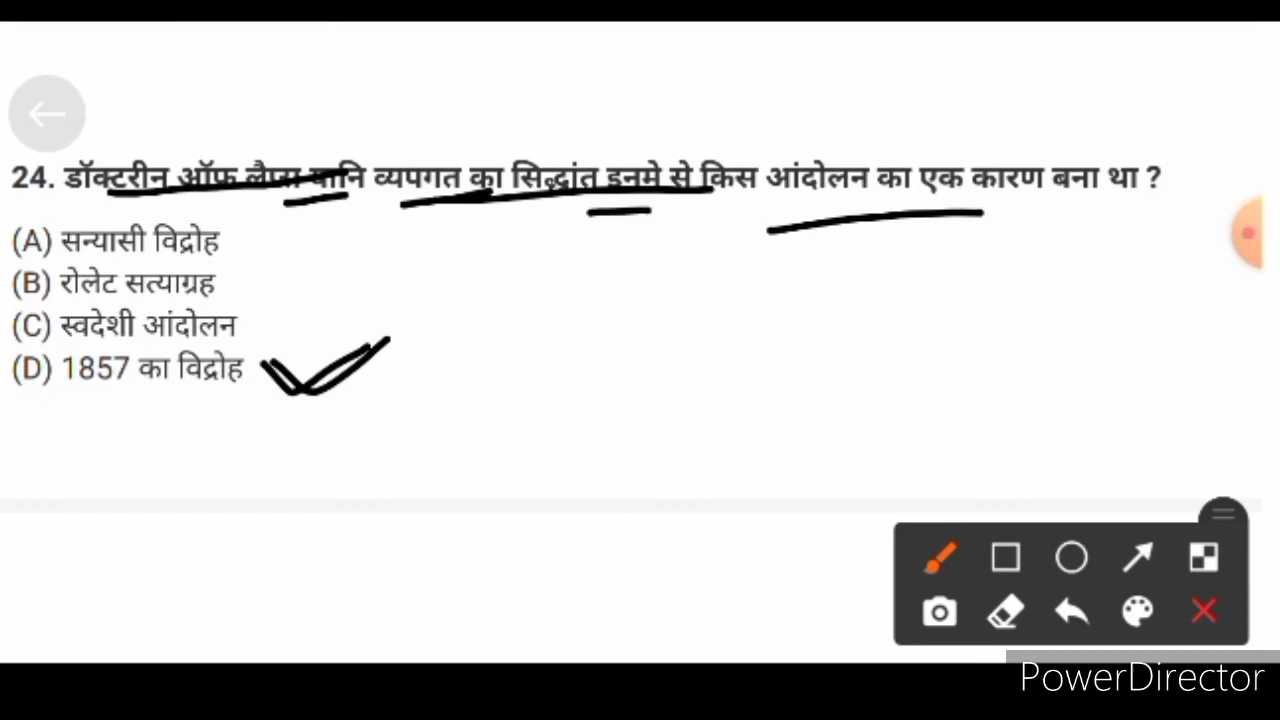 24. डॉक्टरीन ऑफ लैप्स यानि व्यपगत का सिद्धांत इनमे से किस आंदोलन का एक कारण बना था ?
(A) सन्यासी विद्रोह
(B) रोलेट सत्याग्रह
(C) स्वदेशी आंदोलन
(D) 1857 का विद्रोह
PowerDirector